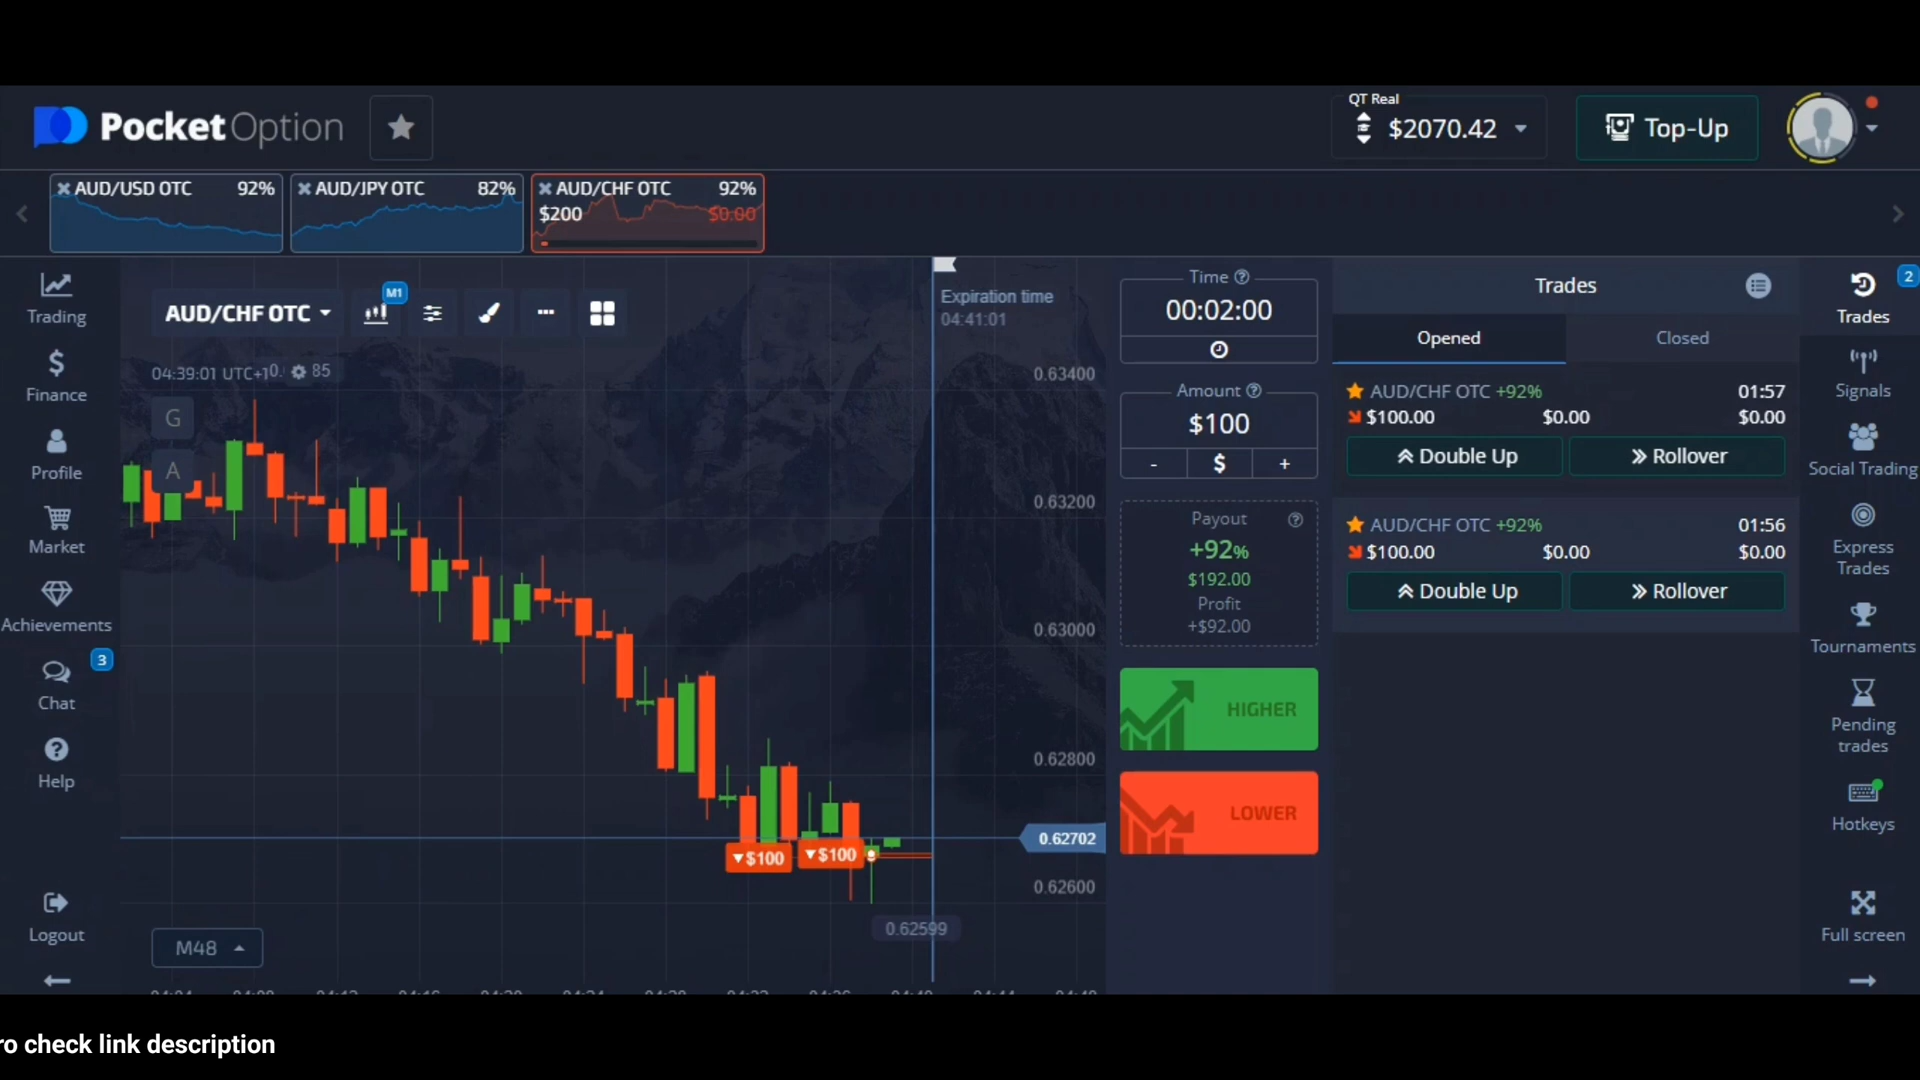 PocketOption
QT Real
$2070.42
Top-Up
AUD/USD OTC 92%
AUD/JPY OTC 82%
AUD/CHF OTC 92%
$200 $0.00
Trading
Finance
Profile
Market
Achievements
3
Chat
Help
Logout
AUD/CHF OTC
M1
04:39:01 UTC+10.
85
G
A
Expiration time
04:41:01
0.63400
0.63200
0.63000
0.62800
0.62702
0.62600
$100
$100
0.62599
M48
Time
00:02:00
Amount
$100
- $ +
Payout
+92%
$192.00
Profit
+$92.00
HIGHER
LOWER
Trades
Opened Closed
AUD/CHF OTC +92% 01:57
$100.00 $0.00 $0.00
Double Up Rollover
AUD/CHF OTC +92% 01:56
$100.00 $0.00 $0.00
Double Up Rollover
2
Trades
Signals
Social Trading
Express
Trades
Tournaments
Pending
trades
Hotkeys
Full screen
ro check link description